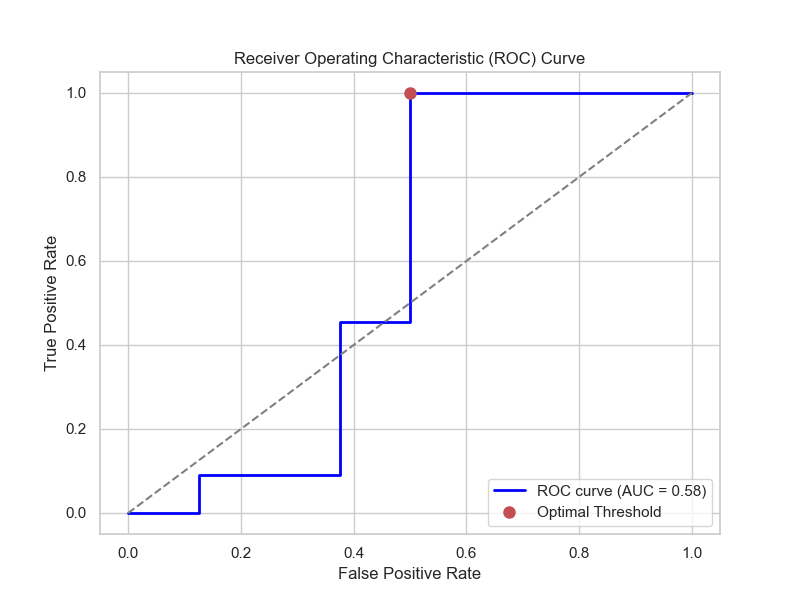 Receiver Operating Characteristic (ROC) Curve
1.0
0.8
0.6
0.4
0.2
0.0
True Positive Rate
ROC curve (AUC = 0.58)
Optimal Threshold
0.0 0.2 0.4 0.6 0.8 1.0
False Positive Rate